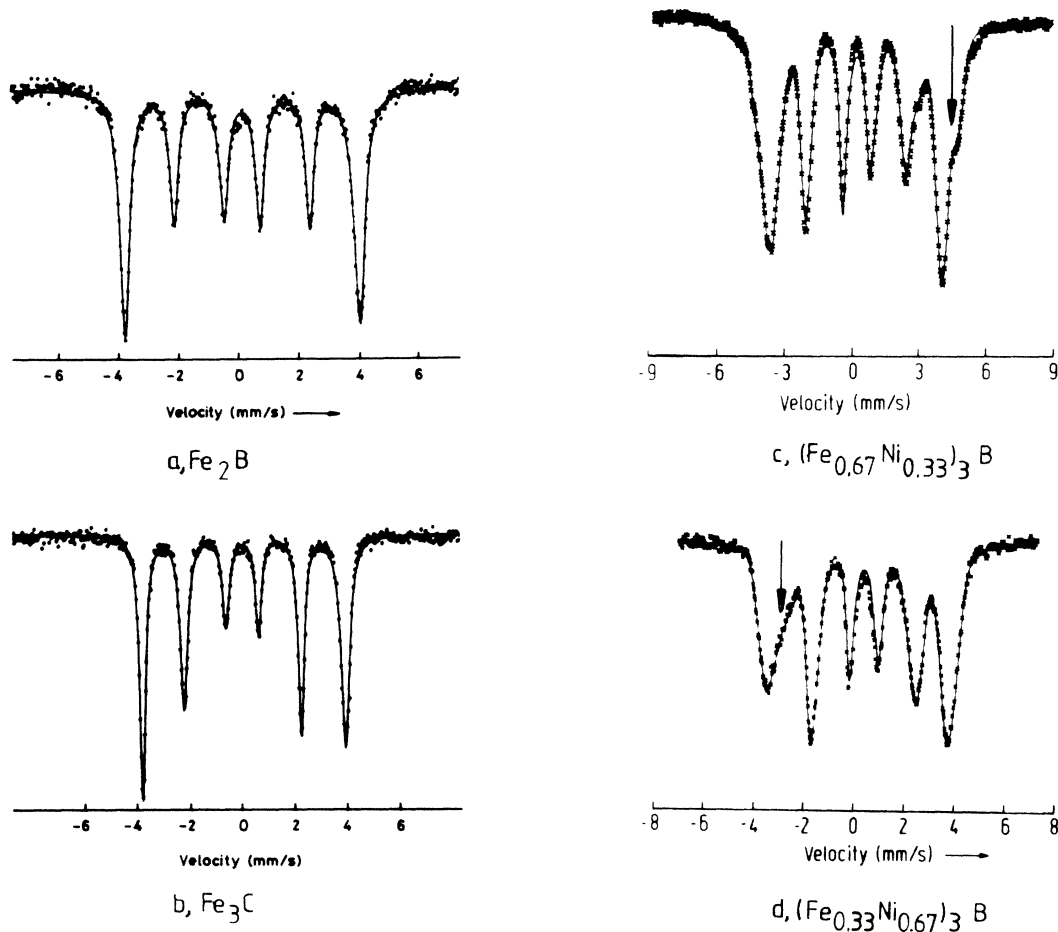 -6 -4 -2 0 2 4 6
Velocity (mm/s)
a, Fe₂B
-9 -6 -3 0 3 6 9
Velocity (mm/s)
c, (Fe₀.₆₇Ni₀.₃₃)₃ B
-6 -4 -2 0 2 4 6
Velocity (mm/s)
b, Fe₃C
-8 -6 -4 -2 0 2 4 6 8
Velocity (mm/s)
d, (Fe₀.₃₃Ni₀.₆₇)₃ B